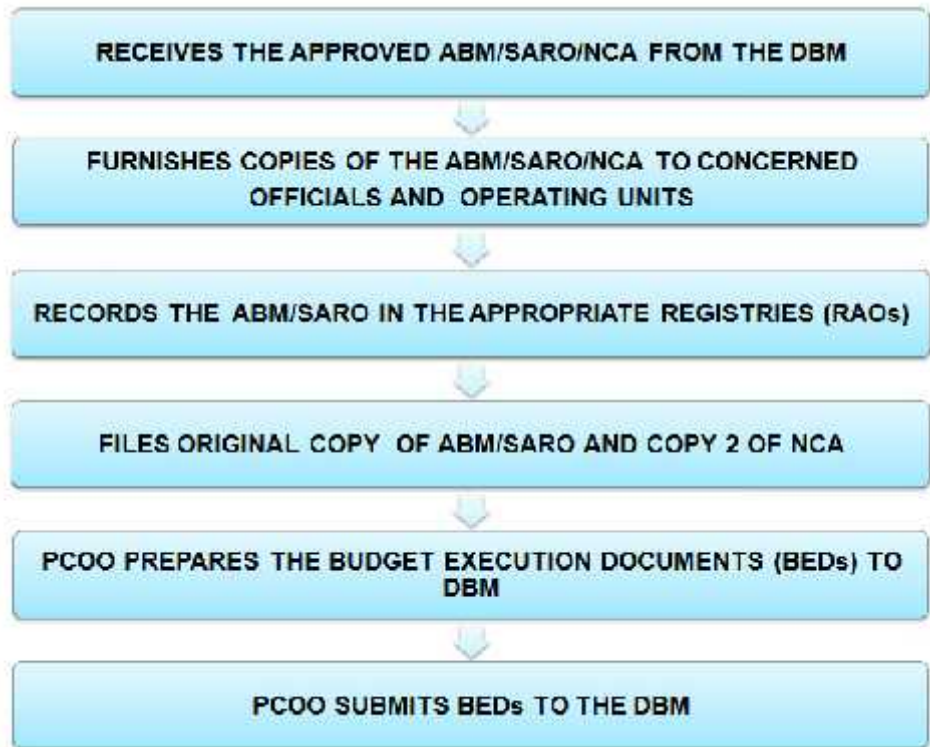 RECEIVES THE APPROVED ABM/SARO/NCA FROM THE DBM
FURNISHES COPIES OF THE ABM/SARO/NCA TO CONCERNED
OFFICIALS AND OPERATING UNITS
RECORDS THE ABM/SARO IN THE APPROPRIATE REGISTRIES (RAOs)
FILES ORIGINAL COPY OF ABM/SARO AND COPY 2 OF NCA
PCOO PREPARES THE BUDGET EXECUTION DOCUMENTS (BEDs) TO
DBM
PCOO SUBMITS BEDs TO THE DBM